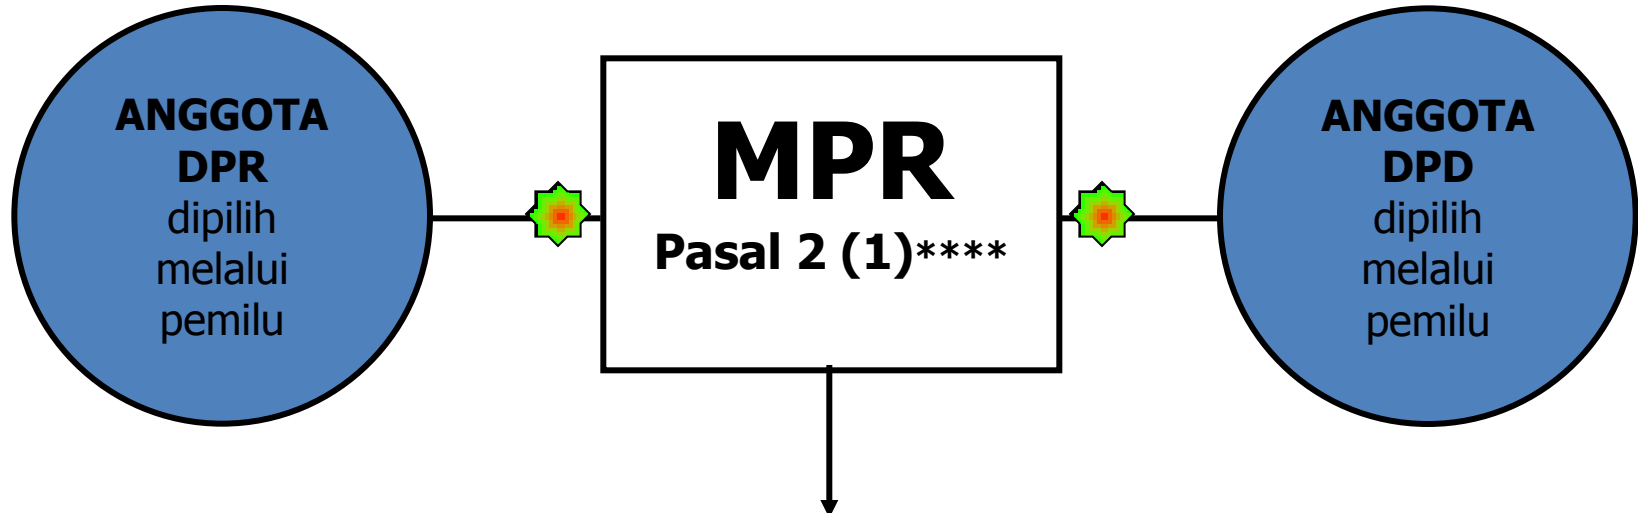 ANGGOTA
DPR
dipilih
melalui
pemilu
MPR
Pasal 2 (1)****
ANGGOTA
DPD
dipilih
melalui
pemilu